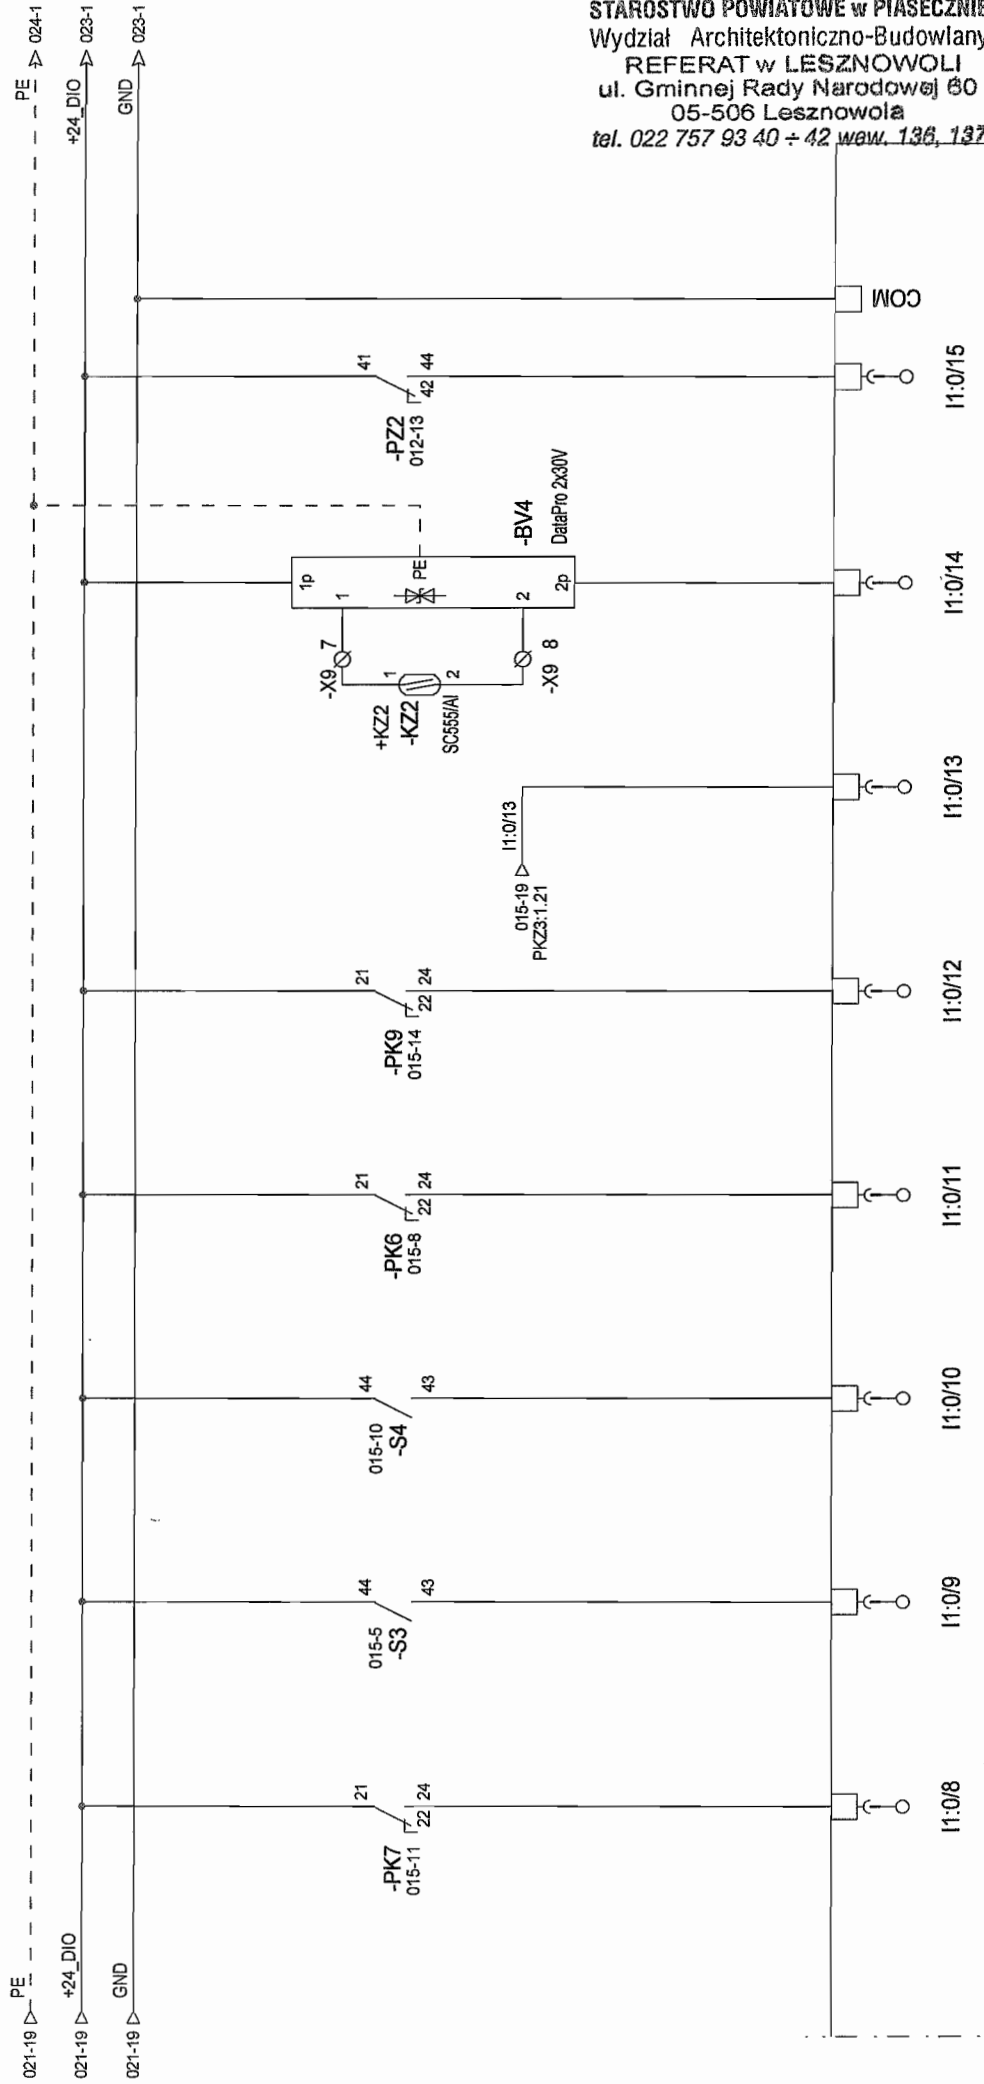 STAROSTWO POWIATOWE w PIASECZNIE
Wydział Architektoniczno-Budowlany
REFERAT w LESZNOWOLI
ul. Gminnej Rady Narodowej 60
05-506 Lesznowola
tel. 022 757 93 40 ÷ 42 wew. 136, 137
021-19
PE
PE
024-1
021-19
+24_DIO
+24_DIO
023-1
021-19
GND
GND
023-1
21
22 24
-PK7
015-11
I1:0/8
44
43
015-5
-S3
I1:0/9
44
43
015-10
-S4
I1:0/10
21
22 24
-PK6
015-8
I1:0/11
21
22 24
-PK9
015-14
I1:0/12
I1:0/13
015-19
PKZ3:1.21
I1:0/13
-X9 7
+KZ2
-KZ2
SC555/AI
1
2
-X9 8
1p
1
PE
2
2p
-BV4
DataPro 2x30V
I1:0/14
41
42 44
-PZ2
012-13
I1:0/15
COM